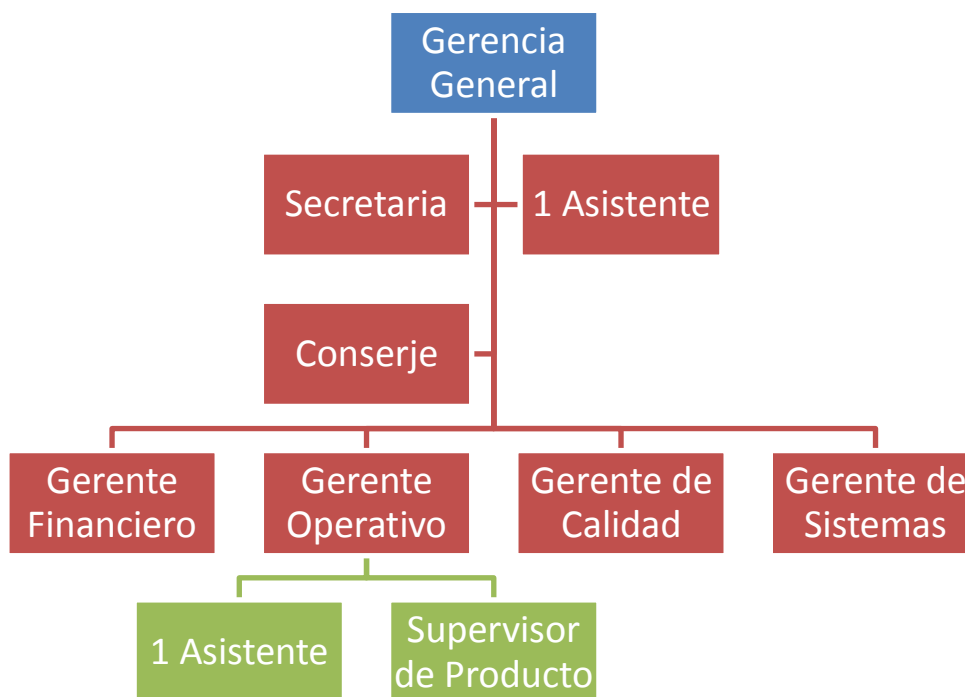 Gerencia
General
Secretaria
1 Asistente
Conserje
Gerente
Financiero
Gerente
Operativo
Gerente de
Calidad
Gerente de
Sistemas
1 Asistente
Supervisor
de Producto